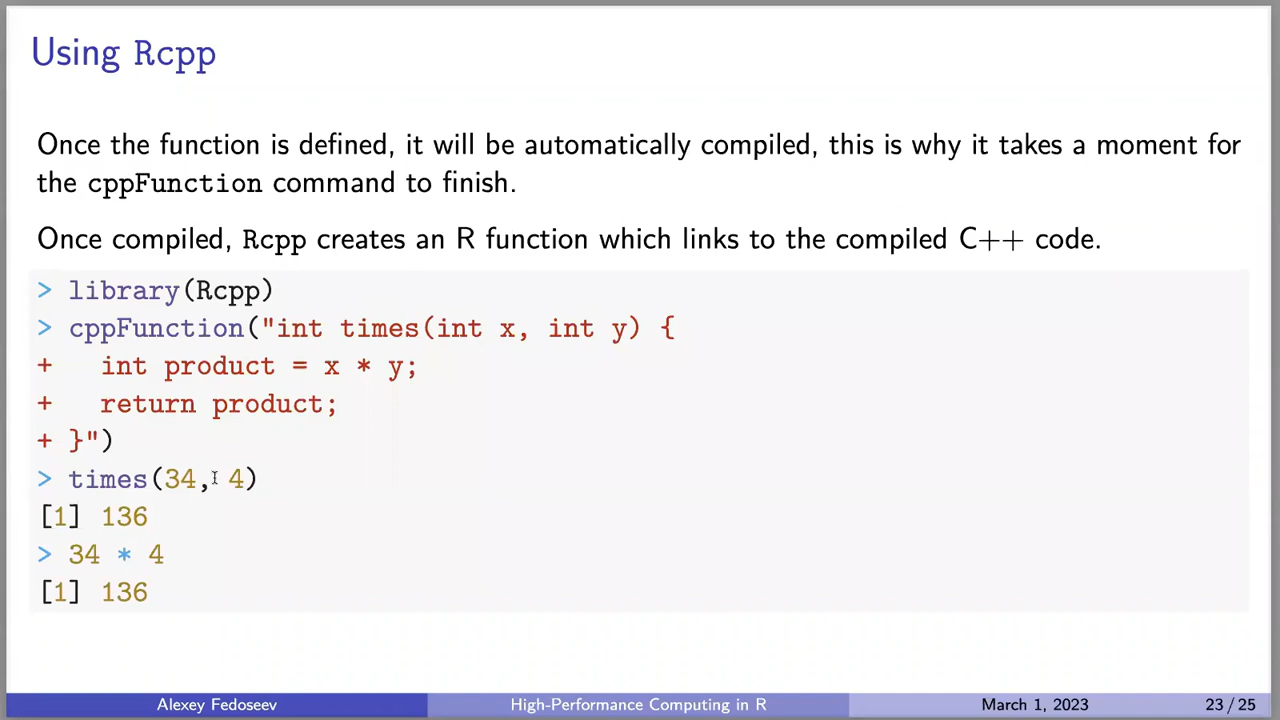 Using Rcpp
Once the function is defined, it will be automatically compiled, this is why it takes a moment for
the cppFunction command to finish.
Once compiled, Rcpp creates an R function which links to the compiled C++ code.
> library(Rcpp)
> cppFunction("int times(int x, int y) {
+   int product = x * y;
+   return product;
+ }")
> times(34, 4)
[1] 136
> 34 * 4
[1] 136
Alexey Fedoseev High-Performance Computing in R March 1, 2023 23 / 25